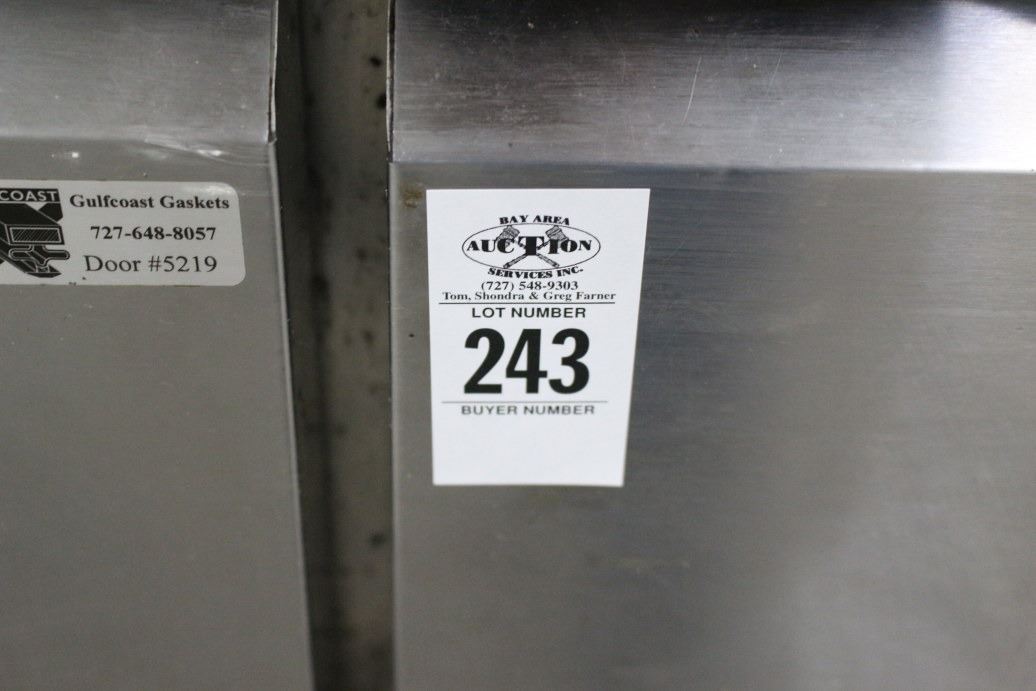 COAST
Gulfcoast Gaskets
727-648-8057
Door #5219
BAY AREA
AUCTION
SERVICES INC.
(727) 548-9303
Tom, Shondra & Greg Farner
LOT NUMBER
243
BUYER NUMBER